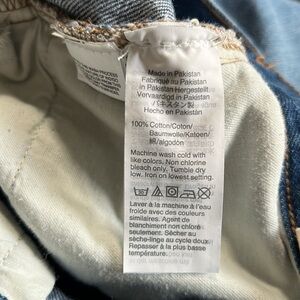 Made in Pakistan
Fabriqué au Pakistan
in Pakistan Hergestellt
Vervaardigd in Pakistan
パキスタン製
Hecho en Pakistán
100% Cotton/Coton/
Baumwolle/Katoen/
綿/algodón
Machine wash cold with
like colors. Non chlorine
bleach only. Tumble dry
low. Iron on lowest setting.
Laver à la machine à l'eau
froide avec des couleurs
similaires. Agent de
blanchiment non chloré
seulement. Sécher au
sèche-linge au cycle doux.
Repasser à la plus basse
température.